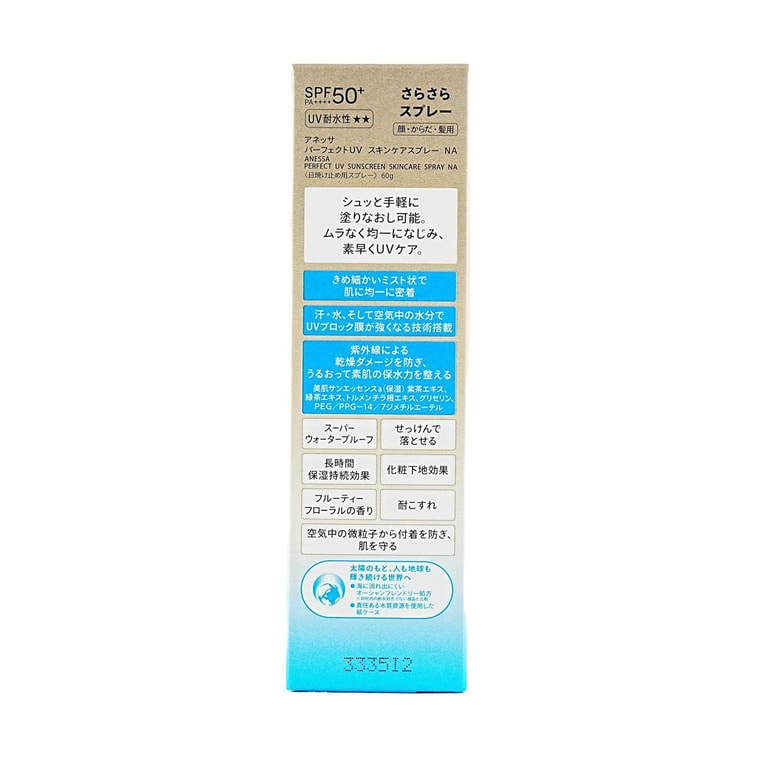 SPF50+
PA++++
UV耐水性★★
さらさら
スプレー
顔・からだ・髪用
アネッサ
パーフェクトUV スキンケアスプレー NA
ANESSA
PERFECT UV SUNSCREEN SKINCARE SPRAY NA
〈日焼け止め用スプレー〉60g
シュッと手軽に
塗りなおし可能。
ムラなく均一になじみ、
素早くUVケア。
きめ細かいミスト状で
肌に均一に密着
汗・水、そして空気中の水分で
UVブロック膜が強くなる技術搭載
紫外線による
乾燥ダメージを防ぎ、
うるおって素肌の保水力を整える
美肌サンエッセンスa(保湿) 紫茶エキス、
緑茶エキス、トルメンチラ根エキス、グリセリン、
PEG/PPG-14/7ジメチルエーテル
スーパー
ウォータープルーフ
せっけんで
落とせる
長時間
保湿持続効果
化粧下地効果
フルーティー
フローラルの香り
耐こすれ
空気中の微粒子から付着を防ぎ、
肌を守る
太陽のもと、人も地球も
輝き続ける世界へ
●海に流れ出にくい
オーシャンフレンドリー処方
●責任ある木質資源を使用した
紙ケース
333512